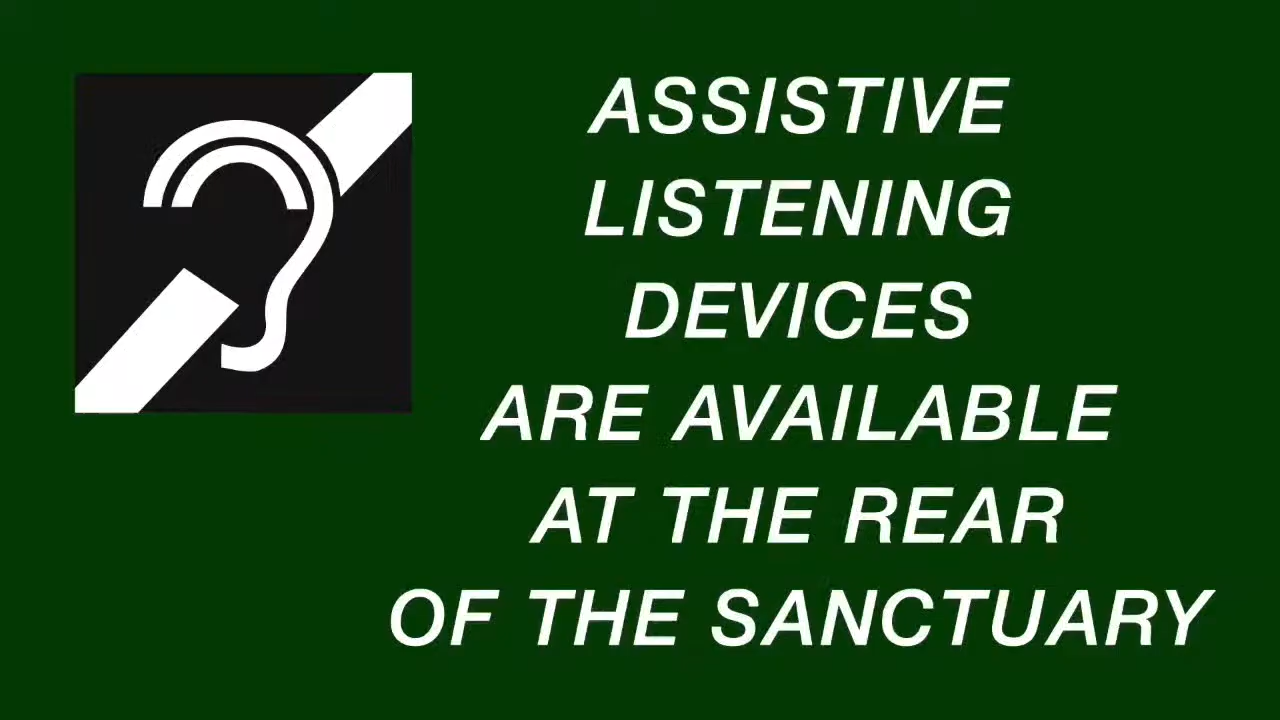 ASSISTIVE
LISTENING
DEVICES
ARE AVAILABLE
AT THE REAR
OF THE SANCTUARY